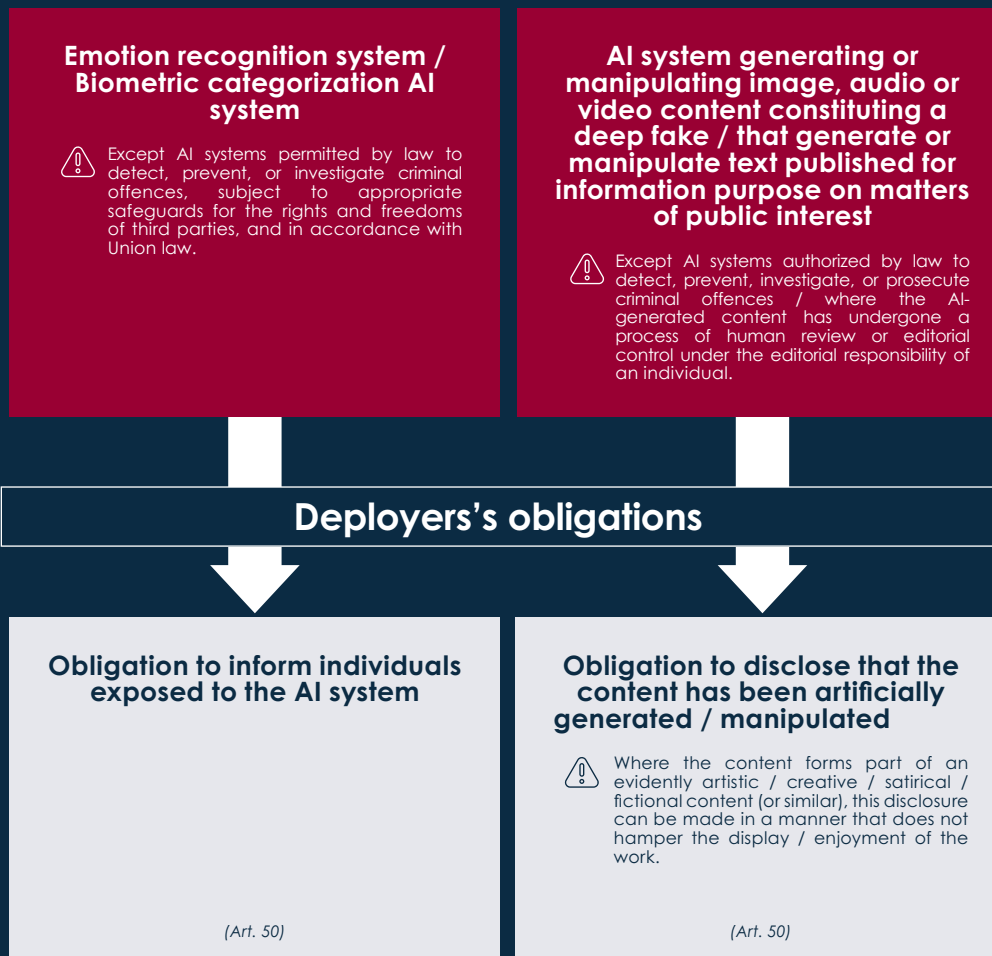 Emotion recognition system /
Biometric categorization AI
system
Except AI systems permitted by law to
detect, prevent, or investigate criminal
offences, subject to appropriate
safeguards for the rights and freedoms
of third parties, and in accordance with
Union law.
AI system generating or
manipulating image, audio or
video content constituting a
deep fake / that generate or
manipulate text published for
information purpose on matters
of public interest
Except AI systems authorized by law to
detect, prevent, investigate, or prosecute
criminal offences / where the AI-
generated content has undergone a
process of human review or editorial
control under the editorial responsibility of
an individual.
Deployers's obligations
Obligation to inform individuals
exposed to the AI system
(Art. 50)
Obligation to disclose that the
content has been artificially
generated / manipulated
Where the content forms part of an
evidently artistic / creative / satirical /
fictional content (or similar), this disclosure
can be made in a manner that does not
hamper the display / enjoyment of the
work.
(Art. 50)